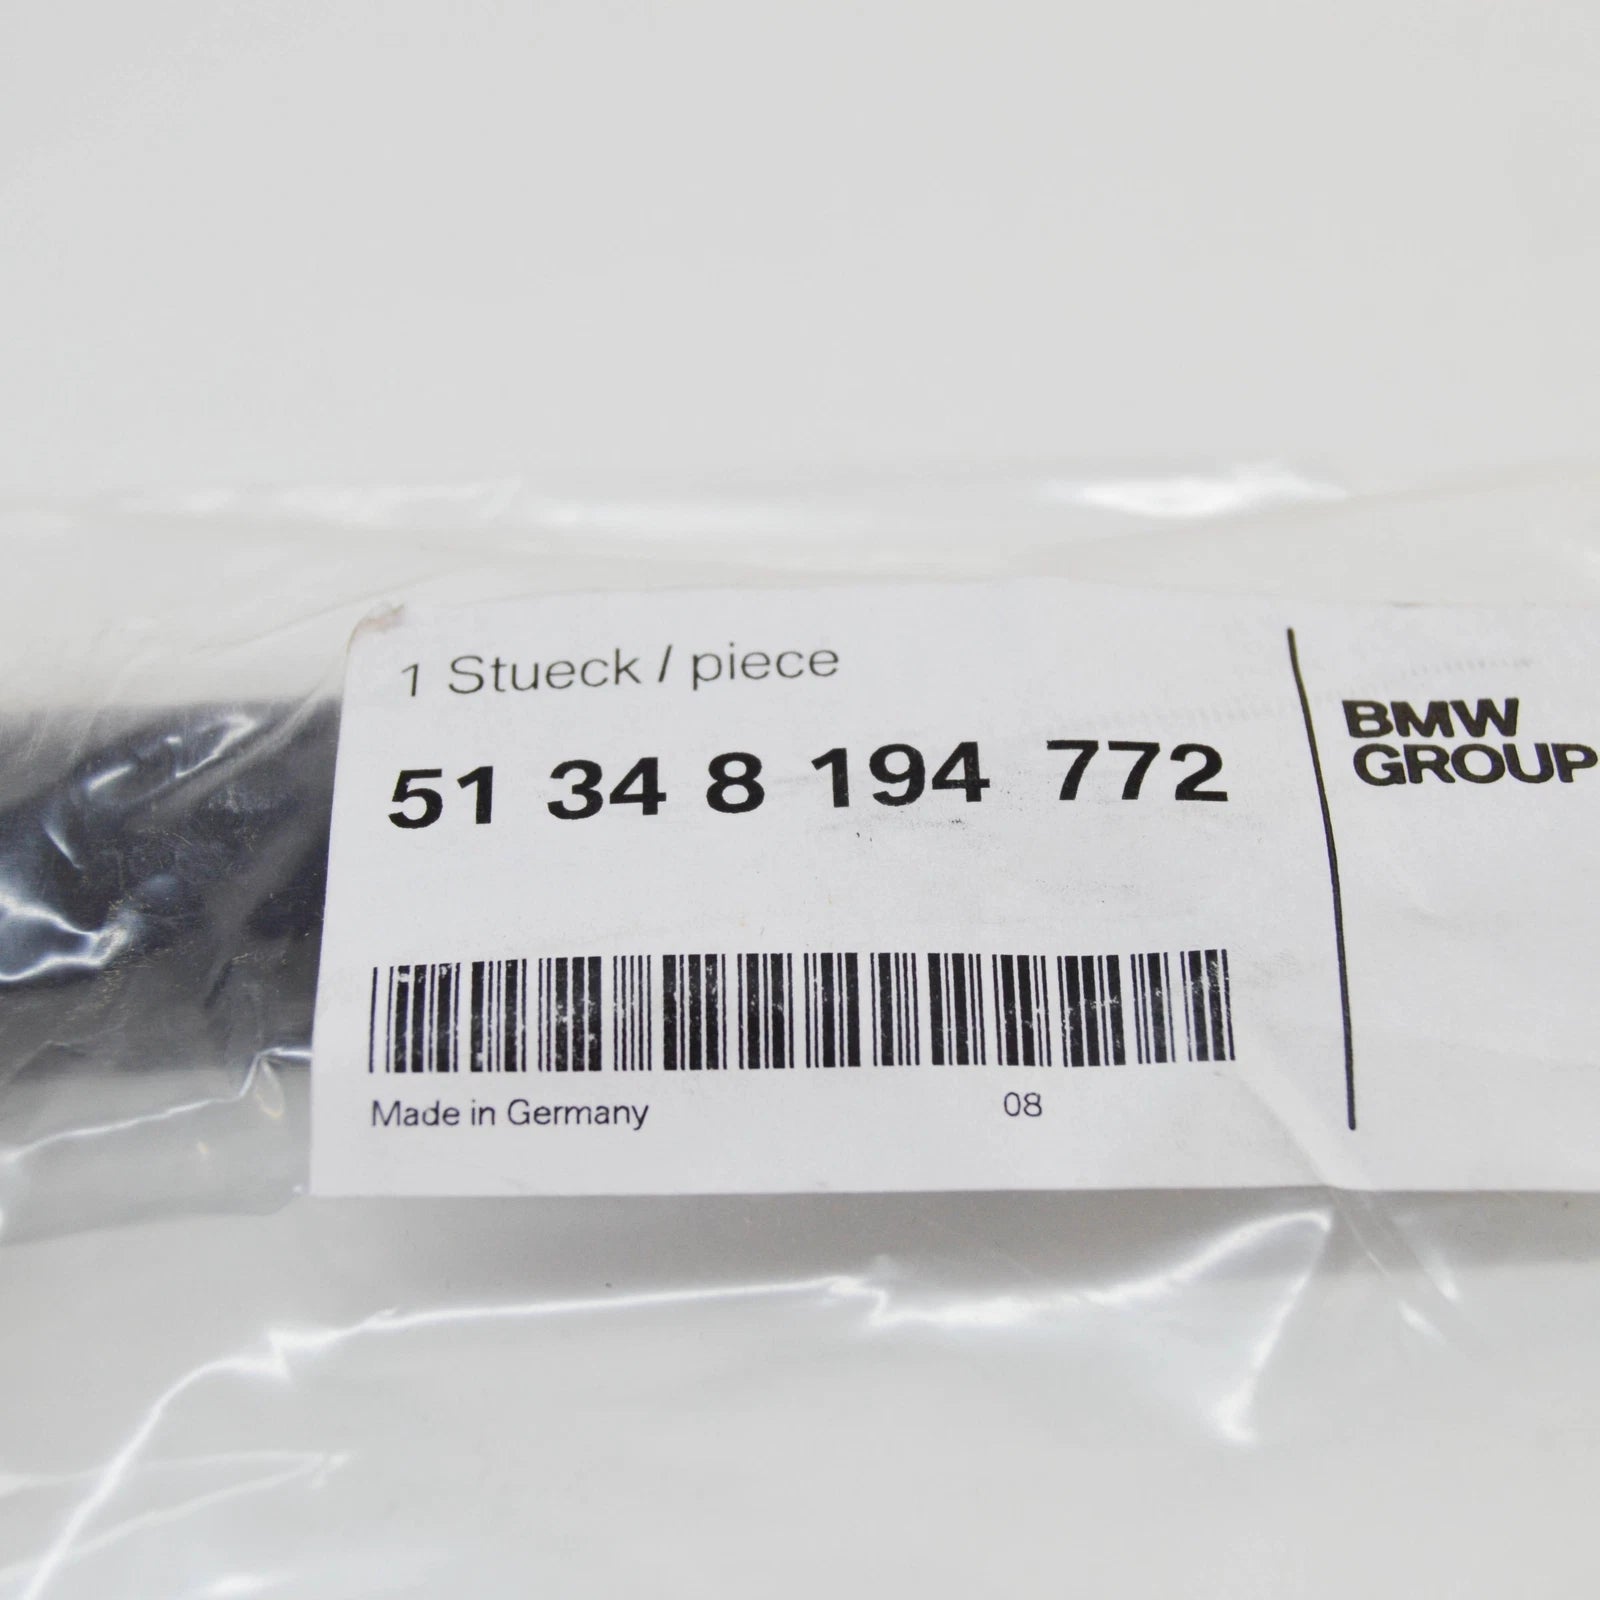 1 Stueck / piece
51 34 8 194 772
Made in Germany 08
BMW
GROUP